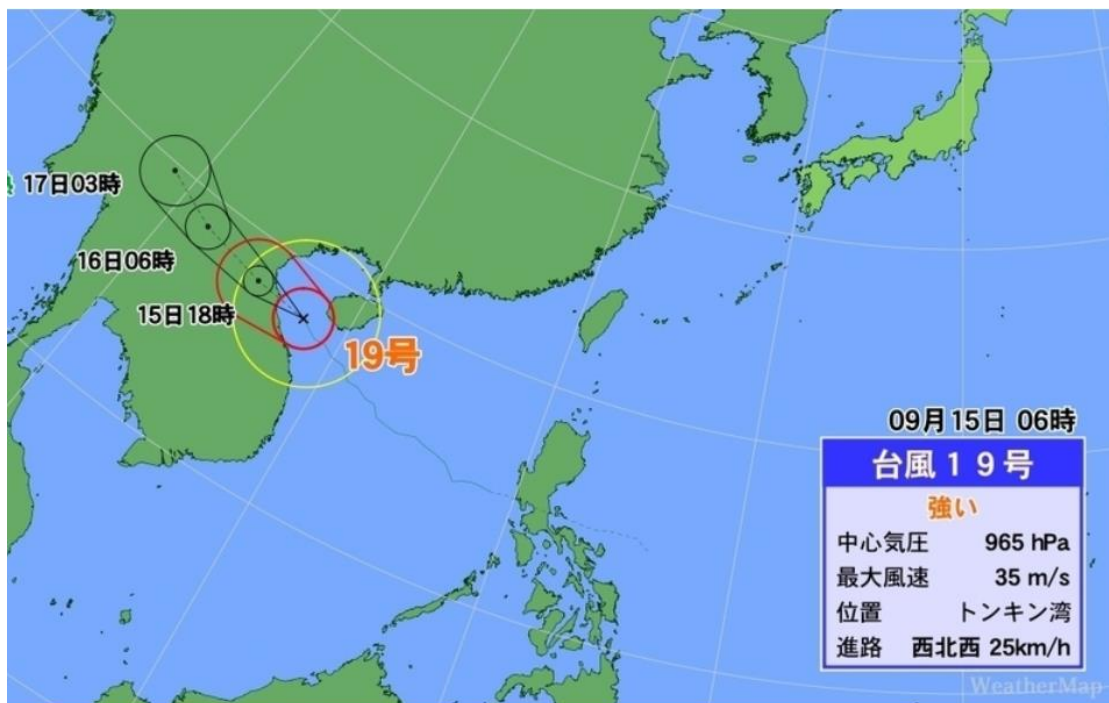 17日03時
16日06時
15日18時
19号
09月15日 06時
台風19号
強い
中心気圧 965 hPa
最大風速 35 m/s
位置 トンキン湾
進路 西北西 25km/h
WeatherMap